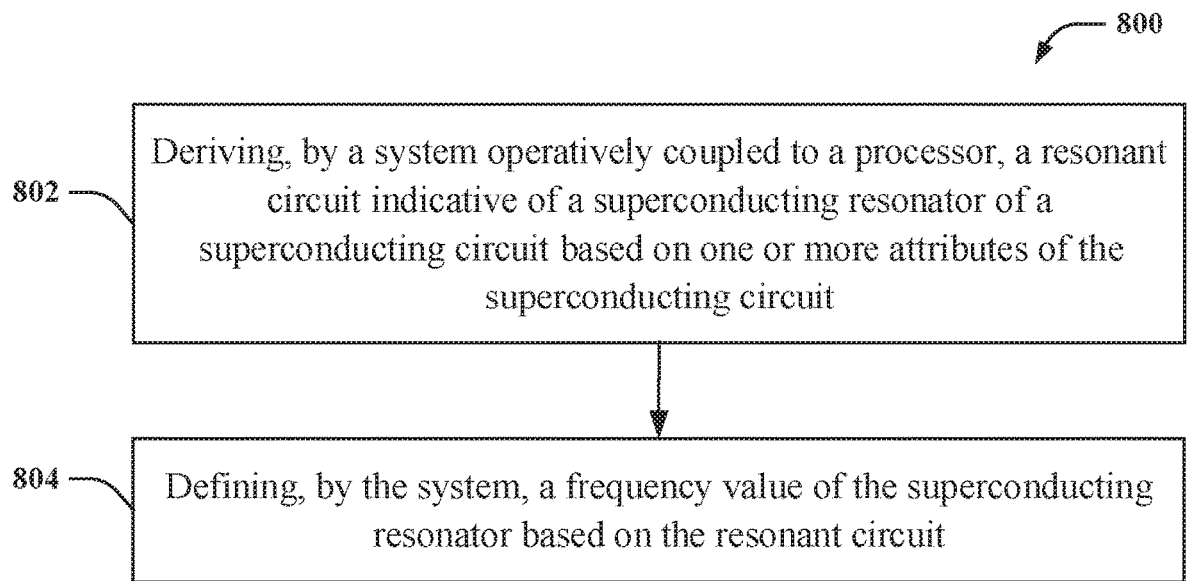 800
802
Deriving, by a system operatively coupled to a processor, a resonant
circuit indicative of a superconducting resonator of a
superconducting circuit based on one or more attributes of the
superconducting circuit
804
Defining, by the system, a frequency value of the superconducting
resonator based on the resonant circuit